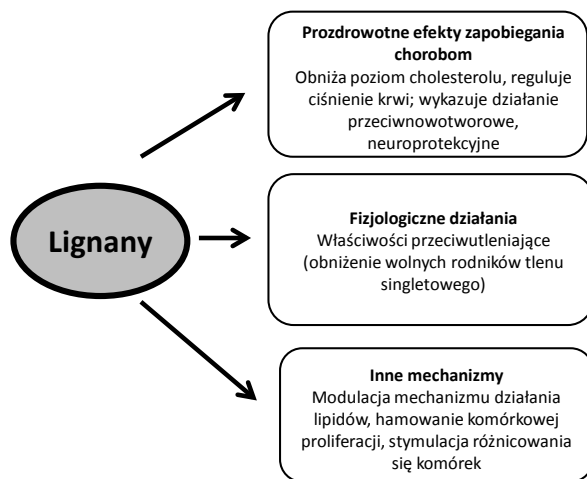 Prozdrowotne efekty zapobiegania
chorobom
Obniża poziom cholesterolu, reguluje
ciśnienie krwi; wykazuje działanie
przeciwnowotworowe,
neuroprotekcyjne
Lignany
Fizjologiczne działania
Właściwości przeciwutleniające
(obniżenie wolnych rodników tlenu
singletowego)
Inne mechanizmy
Modulacja mechanizmu działania
lipidów, hamowanie komórkowej
proliferacji, stymulacja różnicowania
się komórek